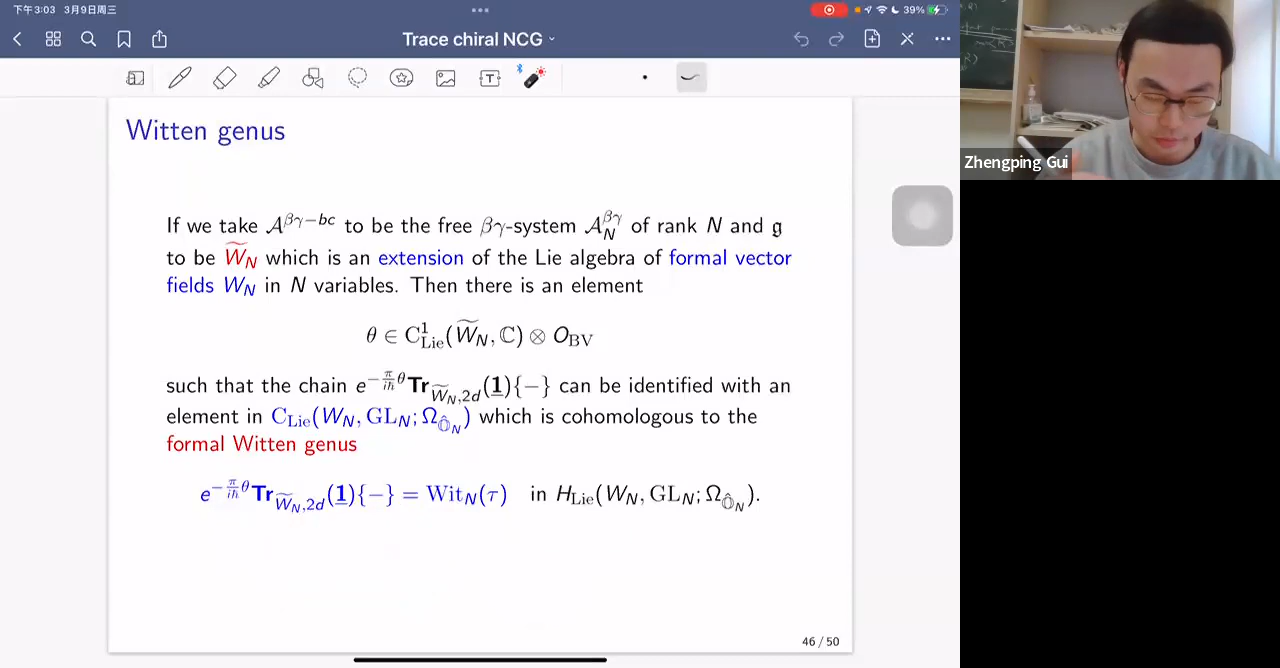 下午3:03 3月9日周三
39%
Trace chiral NCG
Witten genus
If we take 𝒜^{βγ−bc} to be the free βγ-system 𝒜_N^{βγ} of rank N and 𝔤
to be W̃_N which is an extension of the Lie algebra of formal vector
fields W_N in N variables. Then there is an element
θ ∈ C^1_{Lie}(W̃_N, ℂ) ⊗ O_{BV}
such that the chain e^{−\frac{π}{iℏ}θ}Tr_{W̃_N,2d}(1){−} can be identified with an
element in C_{Lie}(W_N, GL_N; Ω_{Ô_N}) which is cohomologous to the
formal Witten genus
e^{−\frac{π}{iℏ}θ}Tr_{W̃_N,2d}(1){−} = Wit_N(τ) in H_{Lie}(W_N, GL_N; Ω_{Ô_N}).
46 / 50
Zhengping Gui